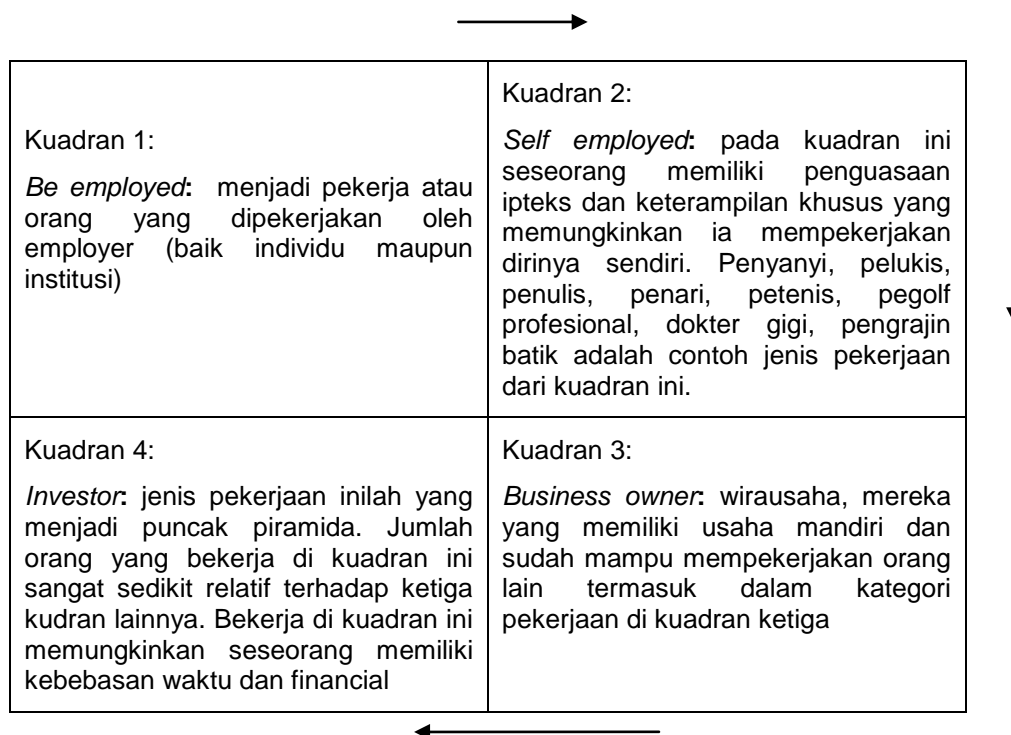 Kuadran 1:
Be employed: menjadi pekerja atau
orang yang dipekerjakan oleh
employer (baik individu maupun
institusi)
Kuadran 2:
Self employed: pada kuadran ini
seseorang memiliki penguasaan
ipteks dan keterampilan khusus yang
memungkinkan ia mempekerjakan
dirinya sendiri. Penyanyi, pelukis,
penulis, penari, petenis, pegolf
profesional, dokter gigi, pengrajin
batik adalah contoh jenis pekerjaan
dari kuadran ini.
Kuadran 4:
Investor: jenis pekerjaan inilah yang
menjadi puncak piramida. Jumlah
orang yang bekerja di kuadran ini
sangat sedikit relatif terhadap ketiga
kudran lainnya. Bekerja di kuadran ini
memungkinkan seseorang memiliki
kebebasan waktu dan financial
Kuadran 3:
Business owner: wirausaha, mereka
yang memiliki usaha mandiri dan
sudah mampu mempekerjakan orang
lain termasuk dalam kategori
pekerjaan di kuadran ketiga